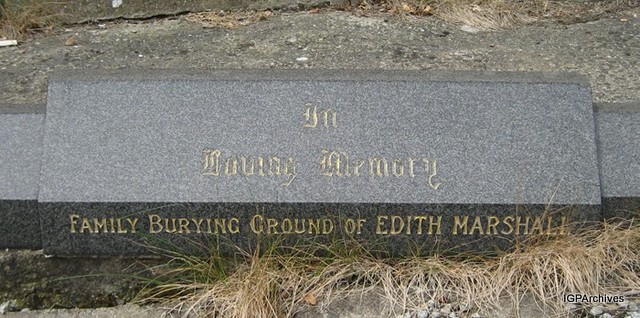 In
Loving Memory
FAMILY BURYING GROUND OF EDITH MARSHALL
IGPArchives